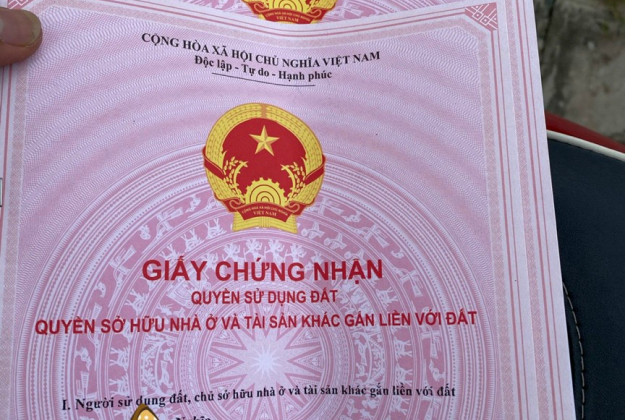 CỘNG HÒA XÃ HỘI CHỦ NGHĨA VIỆT NAM
Độc lập - Tự do - Hạnh phúc
GIẤY CHỨNG NHẬN
QUYỀN SỬ DỤNG ĐẤT
QUYỀN SỞ HỮU NHÀ Ở VÀ TÀI SẢN KHÁC GẮN LIỀN VỚI ĐẤT
I. Người sử dụng đất, chủ sở hữu nhà ở và tài sản khác gắn liền với đất